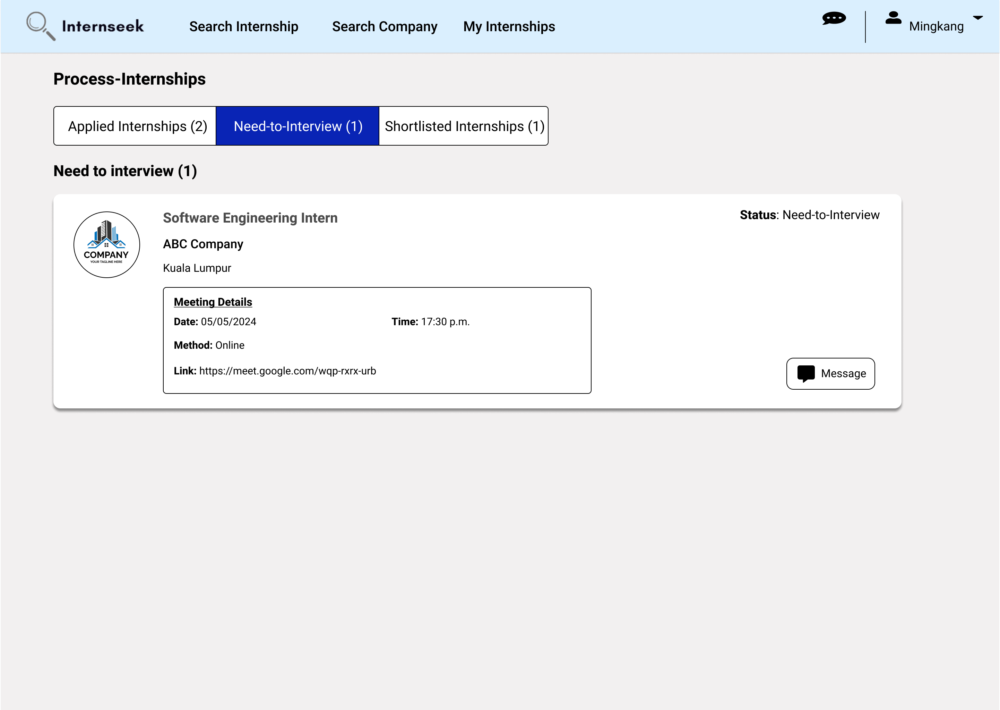 Internseek
Search Internship
Search Company
My Internships
Mingkang
Process-Internships
Applied Internships (2)
Need-to-Interview (1)
Shortlisted Internships (1)
Need to interview (1)
Software Engineering Intern
Status: Need-to-Interview
ABC Company
COMPANY
YOUR TAGLINE HERE
Kuala Lumpur
Meeting Details
Date: 05/05/2024
Time: 17:30 p.m.
Method: Online
Link: https://meet.google.com/wqp-rxrx-urb
Message